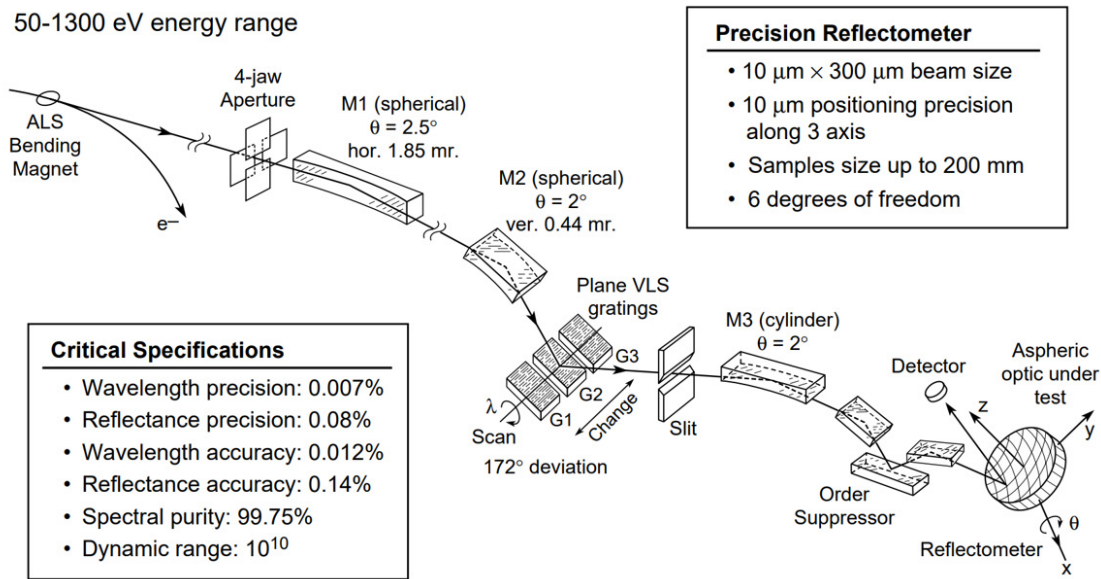 50-1300 eV energy range
Precision Reflectometer
• 10 μm × 300 μm beam size
• 10 μm positioning precision
along 3 axis
• Samples size up to 200 mm
• 6 degrees of freedom
4-jaw
Aperture
ALS
Bending
Magnet
e–
M1 (spherical)
θ = 2.5°
hor. 1.85 mr.
M2 (spherical)
θ = 2°
ver. 0.44 mr.
Plane VLS
gratings
G3
G2
G1
λ
Scan
Change
172° deviation
Slit
M3 (cylinder)
θ = 2°
Order
Suppressor
Detector
Aspheric
optic under
test
z
y
θ
x
Reflectometer
Critical Specifications
• Wavelength precision: 0.007%
• Reflectance precision: 0.08%
• Wavelength accuracy: 0.012%
• Reflectance accuracy: 0.14%
• Spectral purity: 99.75%
• Dynamic range: 10¹⁰